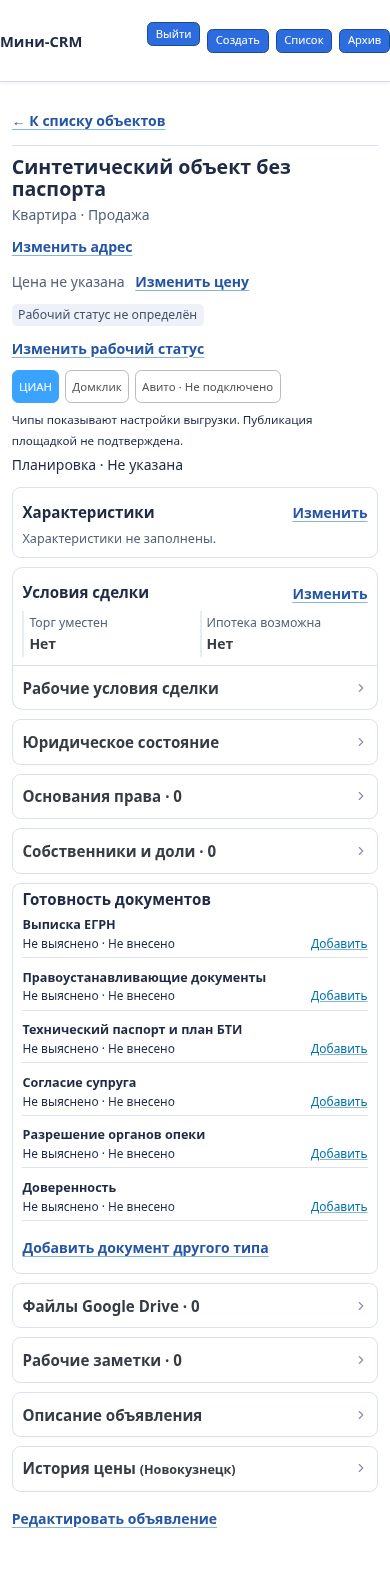 Мини-CRM
Выйти
Создать
Список
Архив
← К списку объектов
Синтетический объект без
паспорта
Квартира · Продажа
Изменить адрес
Цена не указана Изменить цену
Рабочий статус не определён
Изменить рабочий статус
ЦИАН Домклик Авито · Не подключено
Чипы показывают настройки выгрузки. Публикация
площадкой не подтверждена.
Планировка · Не указана
Характеристики Изменить
Характеристики не заполнены.
Условия сделки Изменить
Торг уместен Ипотека возможна
Нет Нет
Рабочие условия сделки
Юридическое состояние
Основания права · 0
Собственники и доли · 0
Готовность документов
Выписка ЕГРН
Не выяснено · Не внесено Добавить
Правоустанавливающие документы
Не выяснено · Не внесено Добавить
Технический паспорт и план БТИ
Не выяснено · Не внесено Добавить
Согласие супруга
Не выяснено · Не внесено Добавить
Разрешение органов опеки
Не выяснено · Не внесено Добавить
Доверенность
Не выяснено · Не внесено Добавить
Добавить документ другого типа
Файлы Google Drive · 0
Рабочие заметки · 0
Описание объявления
История цены (Новокузнецк)
Редактировать объявление